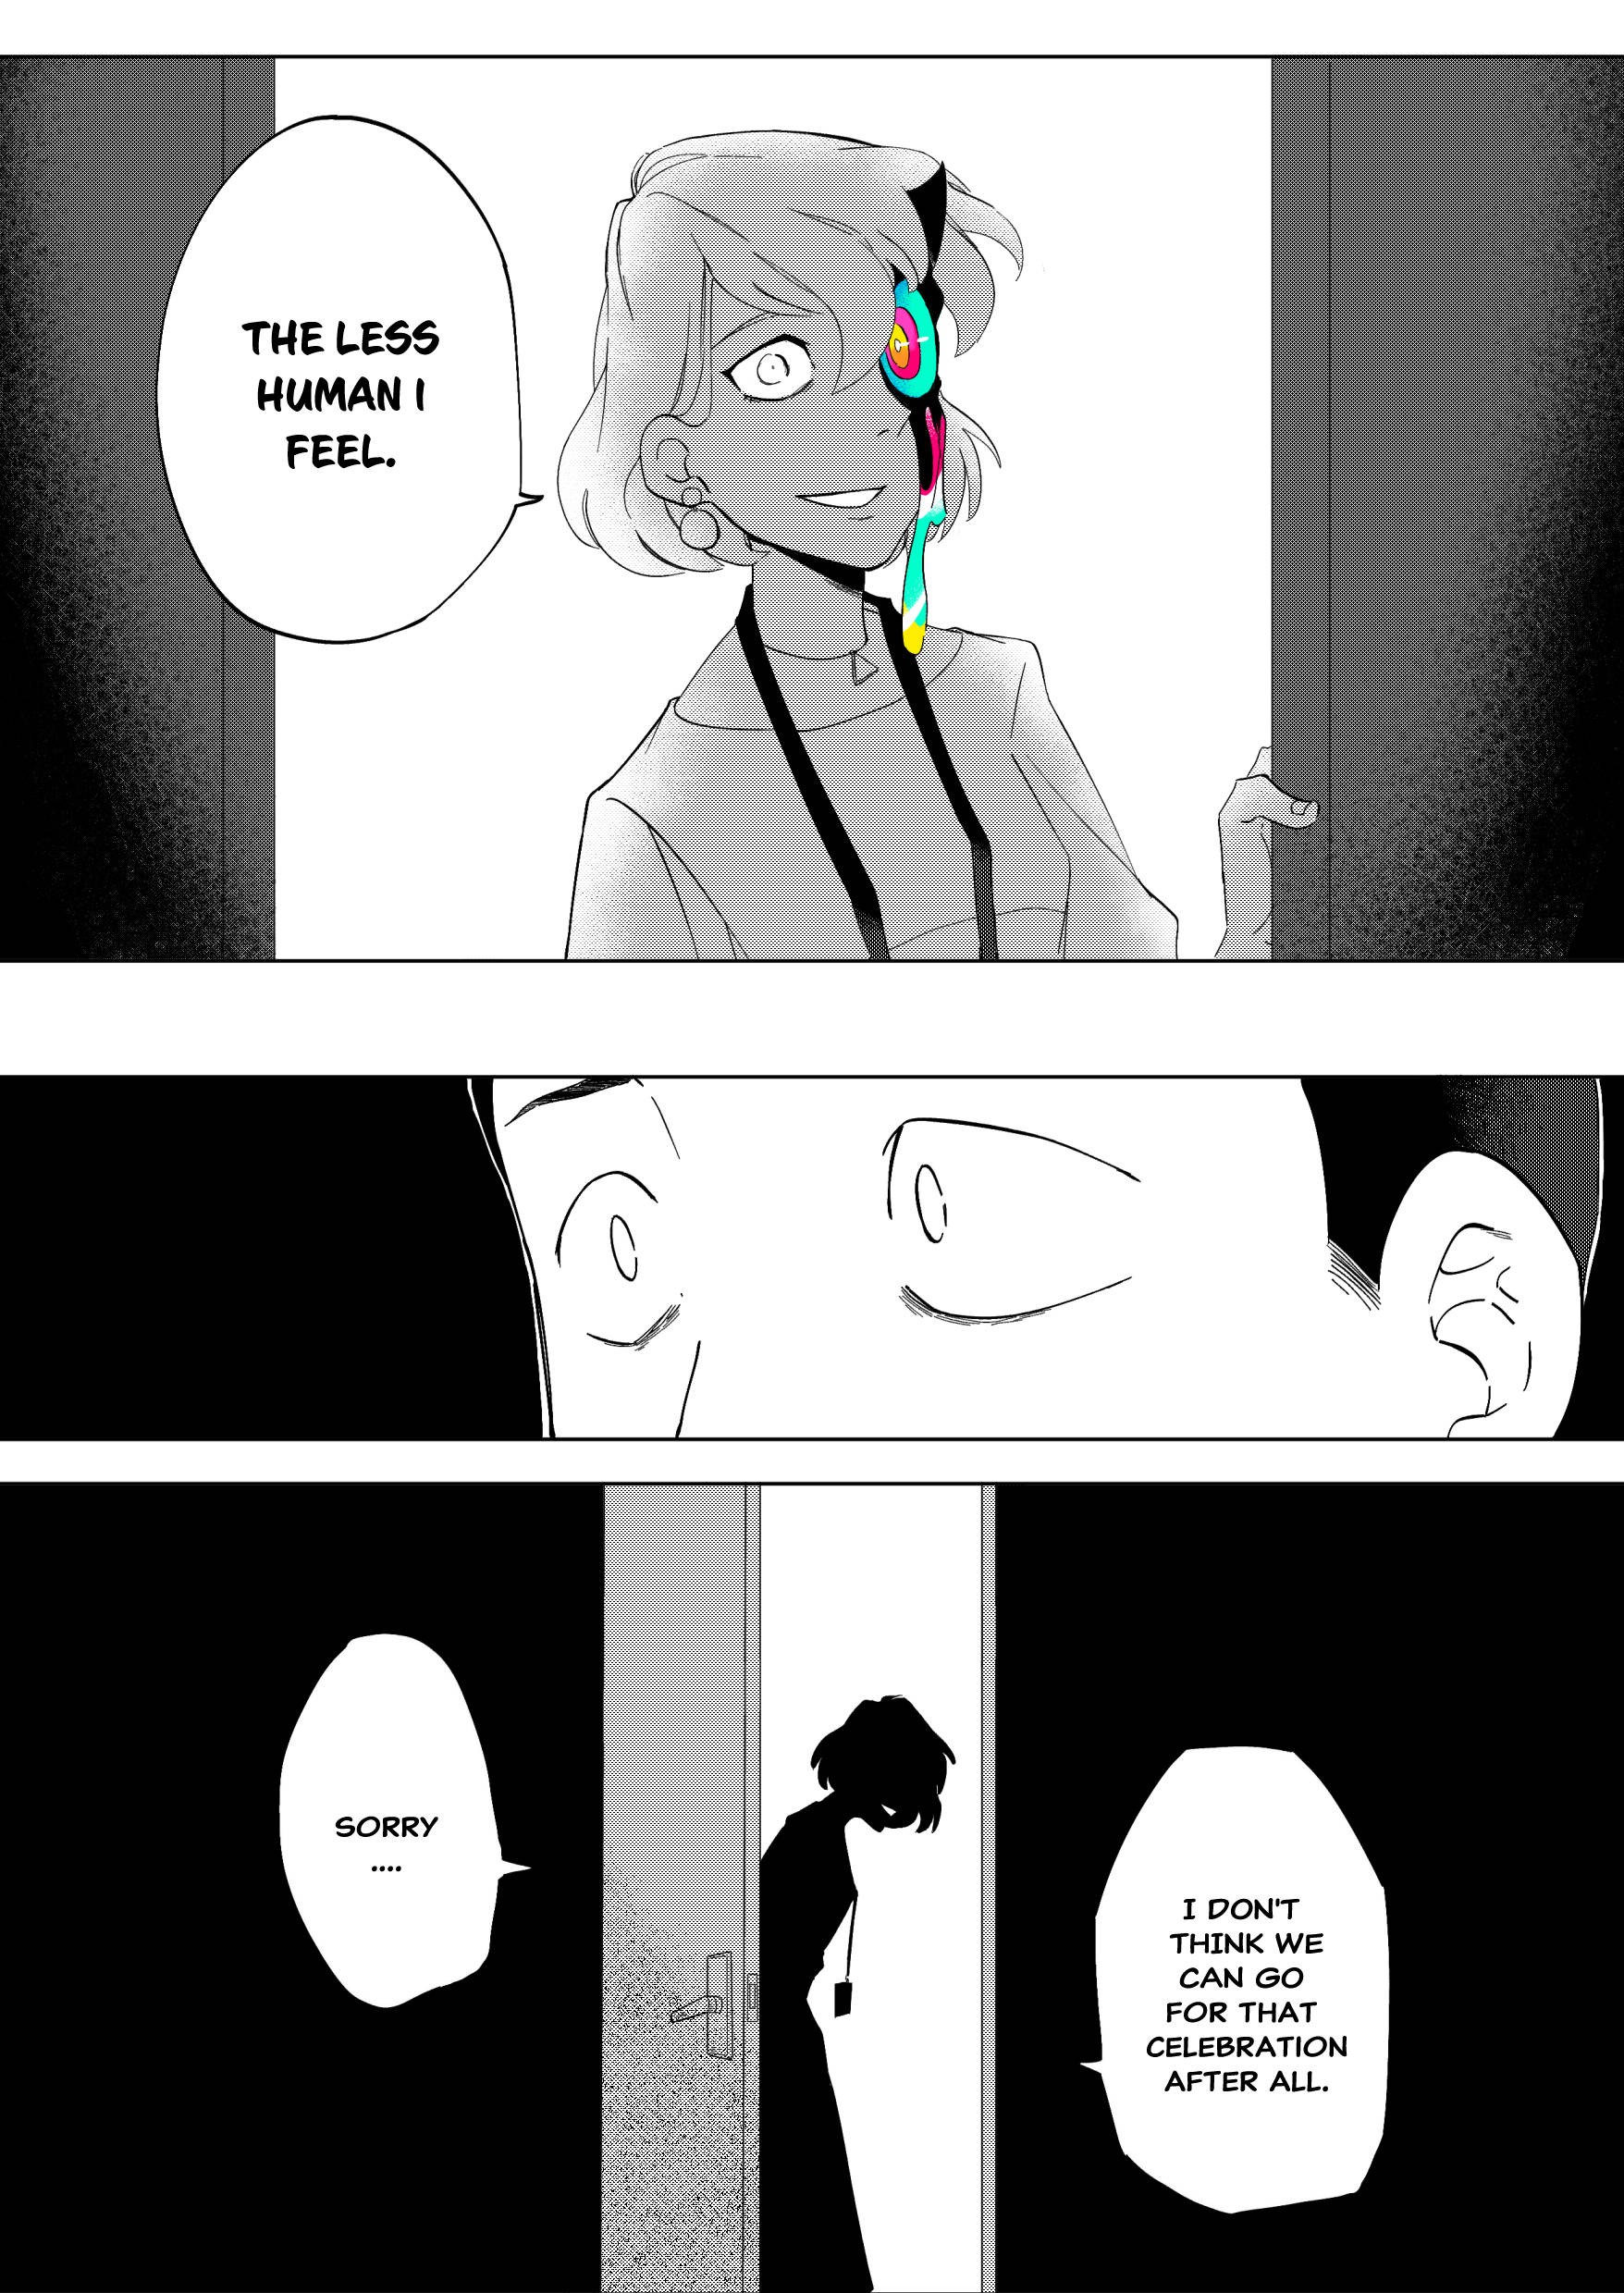 THE LESS
HUMAN I
FEEL.
SORRY
....
I DON'T
THINK WE
CAN GO
FOR THAT
CELEBRATION
AFTER ALL.